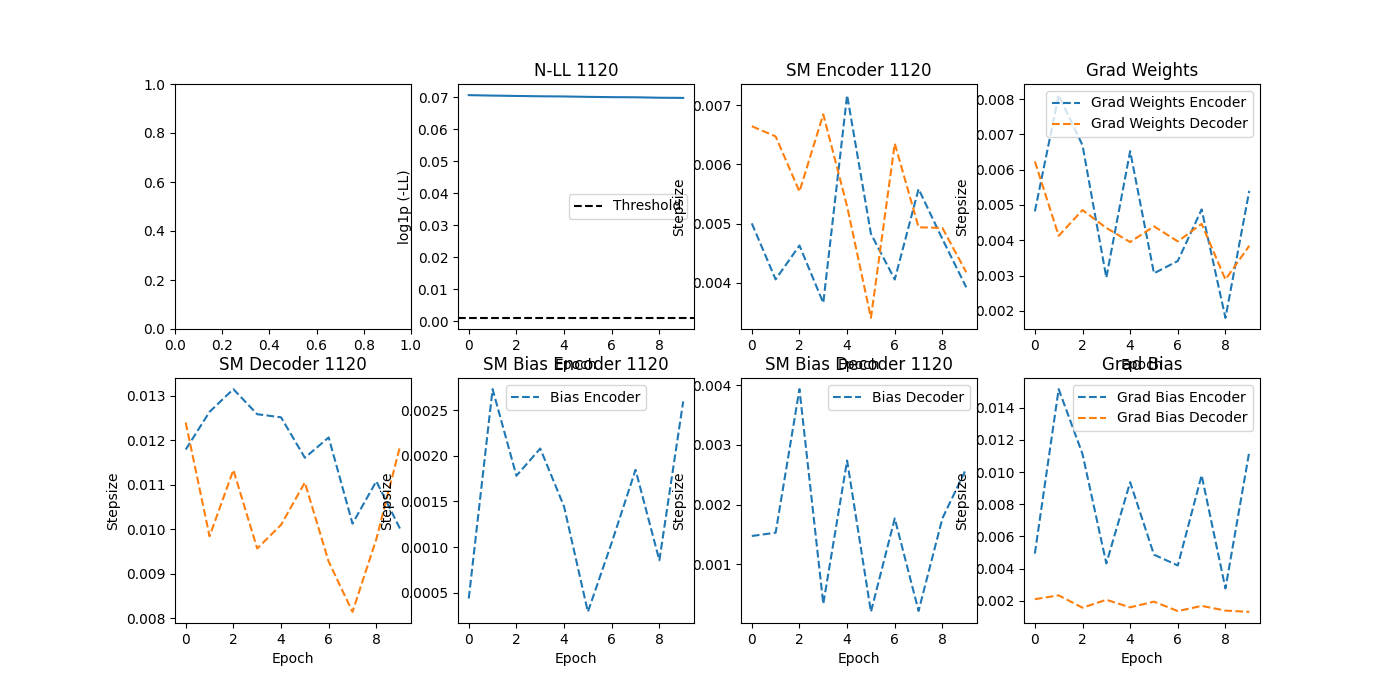 1.0
0.8
0.6
0.4
0.2
0.0
0.0 0.2 0.4 0.6 0.8 1.0
N-LL 1120
log1p (-LL)
0.07
0.06
0.05
0.04
0.03
0.02
0.01
0.00
Threshold
0 2 4 6 8
Epoch
SM Encoder 1120
Stepsize
0.007
0.006
0.005
0.004
0 2 4 6 8
Epoch
Grad Weights
Stepsize
0.008
0.007
0.006
0.005
0.004
0.003
0.002
Grad Weights Encoder
Grad Weights Decoder
0 2 4 6 8
Epoch
SM Decoder 1120
Stepsize
0.013
0.012
0.011
0.010
0.009
0.008
0 2 4 6 8
Epoch
SM Bias Encoder 1120
Stepsize
0.0025
0.0020
0.0015
0.0010
0.0005
Bias Encoder
0 2 4 6 8
Epoch
SM Bias Decoder 1120
Stepsize
0.004
0.003
0.002
0.001
Bias Decoder
0 2 4 6 8
Epoch
Grad Bias
Stepsize
0.014
0.012
0.010
0.008
0.006
0.004
0.002
Grad Bias Encoder
Grad Bias Decoder
0 2 4 6 8
Epoch